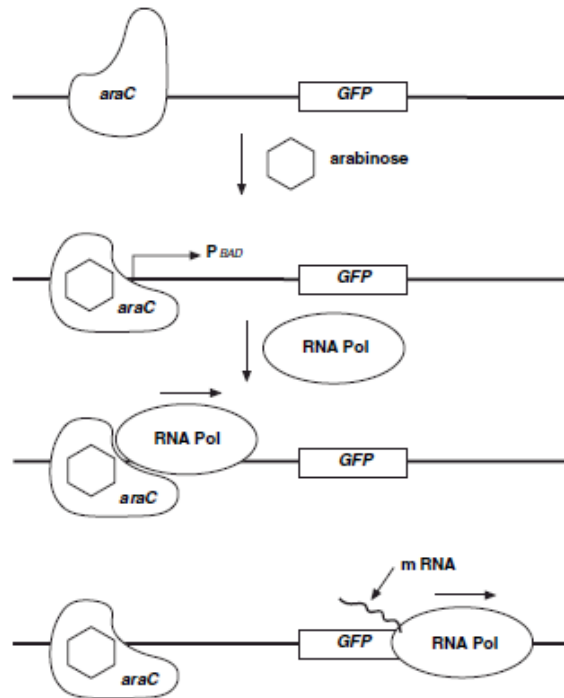 araC
GFP
arabinose
P BAD
araC
GFP
RNA Pol
RNA Pol
araC
GFP
m RNA
araC
GFP
RNA Pol